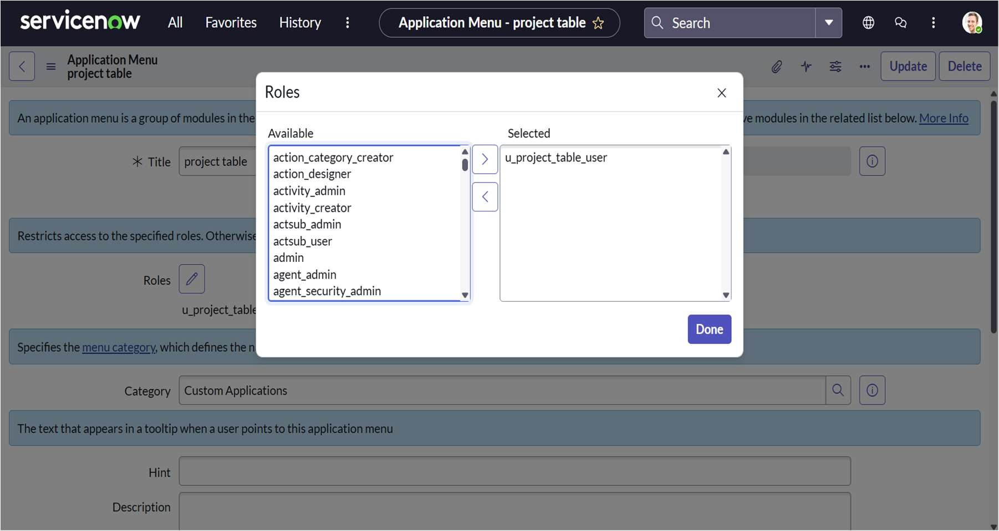 servicenow
All
Favorites
History
Application Menu - project table
Search
Application Menu
project table
Update
Delete
Roles
An application menu is a group of modules in the
ve modules in the related list below. More Info
Available
Selected
* Title
project table
action_category_creator
action_designer
activity_admin
activity_creator
actsub_admin
actsub_user
admin
agent_admin
agent_security_admin
u_project_table_user
Restricts access to the specified roles. Otherwise
Roles
u_project_table
Done
Specifies the menu category, which defines the n
Category
Custom Applications
The text that appears in a tooltip when a user points to this application menu
Hint
Description